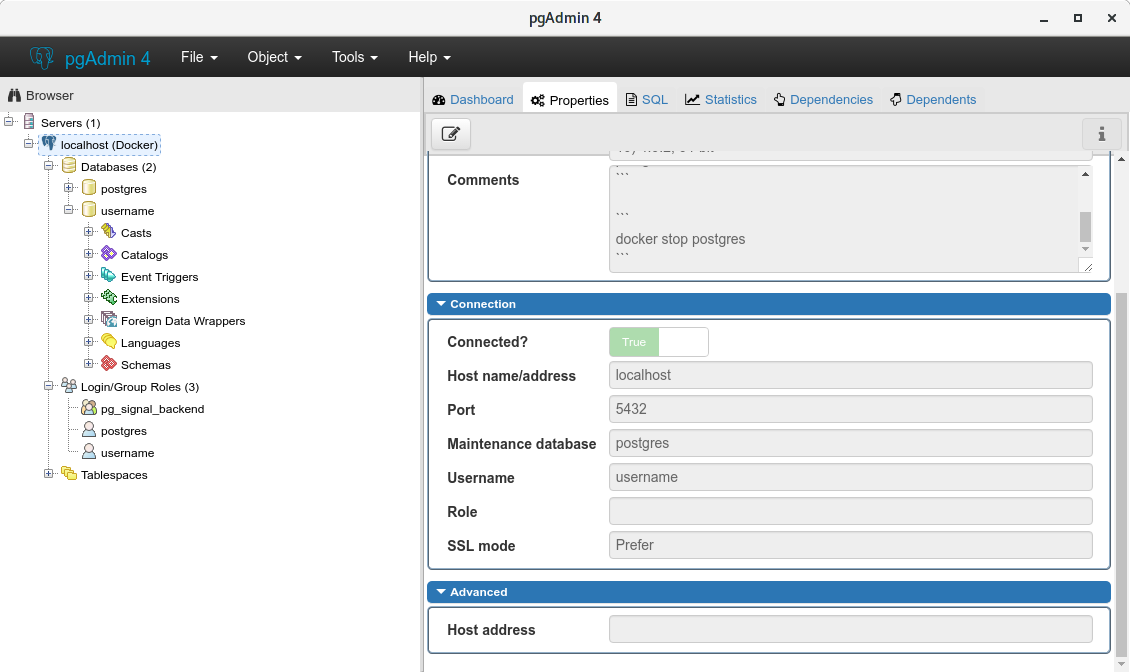 pgAdmin 4
pgAdmin 4 File Object Tools Help
Browser
Servers (1)
localhost (Docker)
Databases (2)
postgres
username
Casts
Catalogs
Event Triggers
Extensions
Foreign Data Wrappers
Languages
Schemas
Login/Group Roles (3)
pg_signal_backend
postgres
username
Tablespaces
Dashboard Properties SQL Statistics Dependencies Dependents
Comments
```
```
docker stop postgres
```
Connection
Connected? True
Host name/address localhost
Port 5432
Maintenance database postgres
Username username
Role
SSL mode Prefer
Advanced
Host address